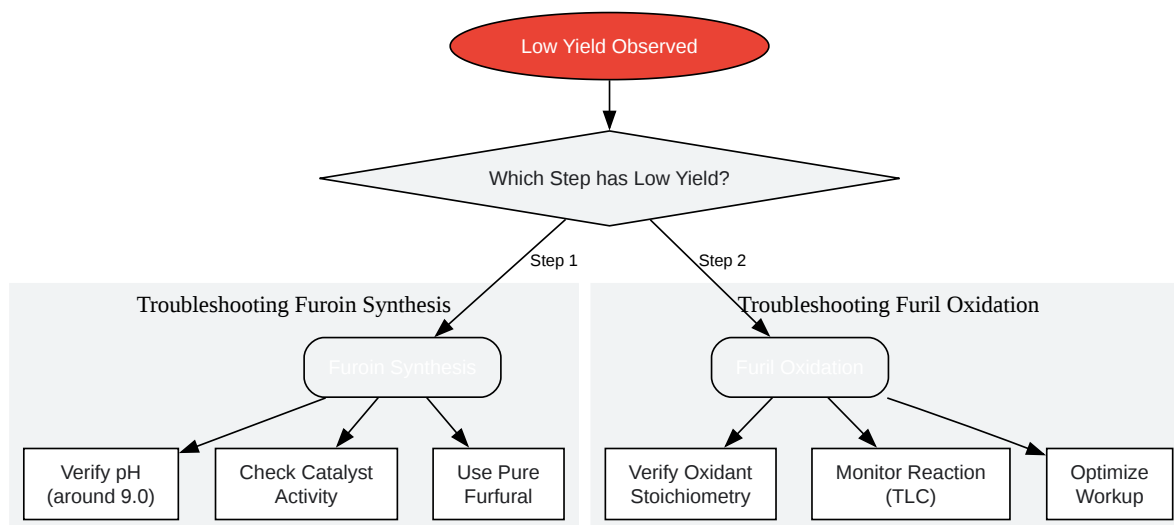 Low Yield Observed
Which Step has Low Yield?
Step 1
Step 2
Troubleshooting Furoin Synthesis
Troubleshooting Furil Oxidation
Furoin Synthesis
Furil Oxidation
Verify pH
(around 9.0)
Check Catalyst
Activity
Use Pure
Furfural
Verify Oxidant
Stoichiometry
Monitor Reaction
(TLC)
Optimize
Workup